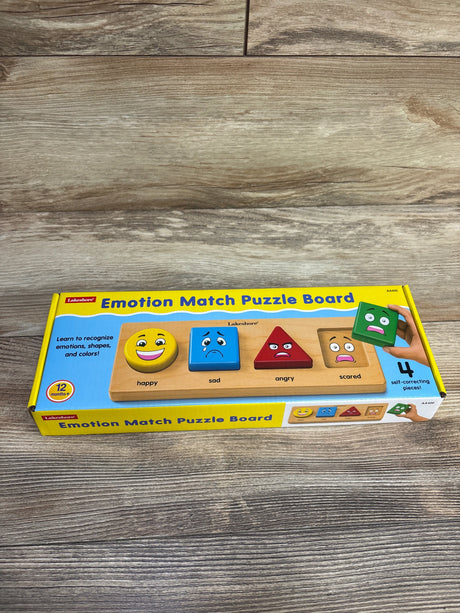 Lakeshore
Emotion Match Puzzle Board
Learn to recognize
emotions, shapes,
and colors!
Lakeshore
happy
sad
angry
scared
12
months+
4
self-correcting
pieces!
Lakeshore
Emotion Match Puzzle Board